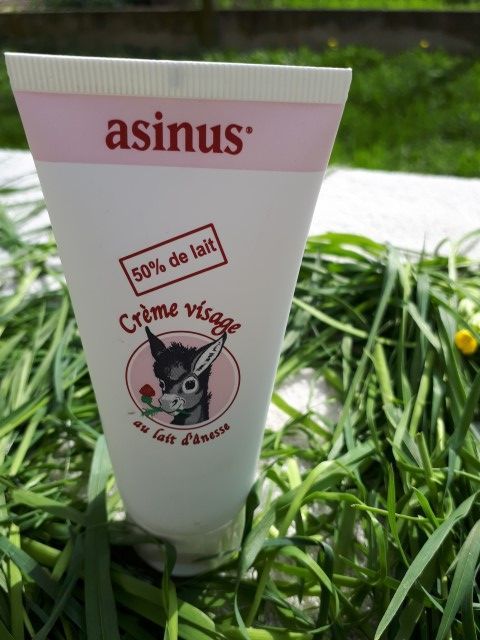 asinus®
50% de lait
Crème visage
au lait d'ânesse